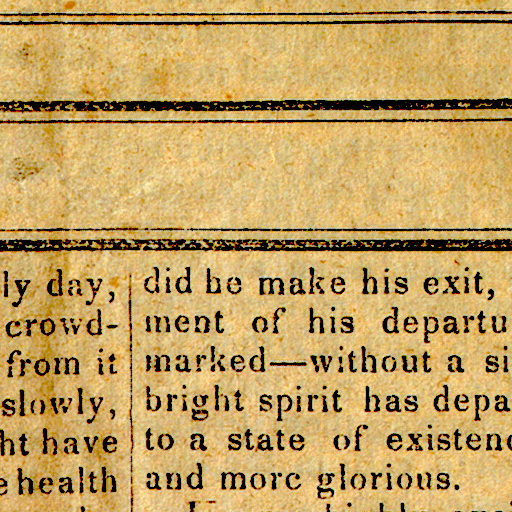 ly day,
crowd-
from it
slowly,
ht have
e health
did he make his exit,
ment of his departu
marked—without a si
bright spirit has depa
to a state of existenc
and more glorious.